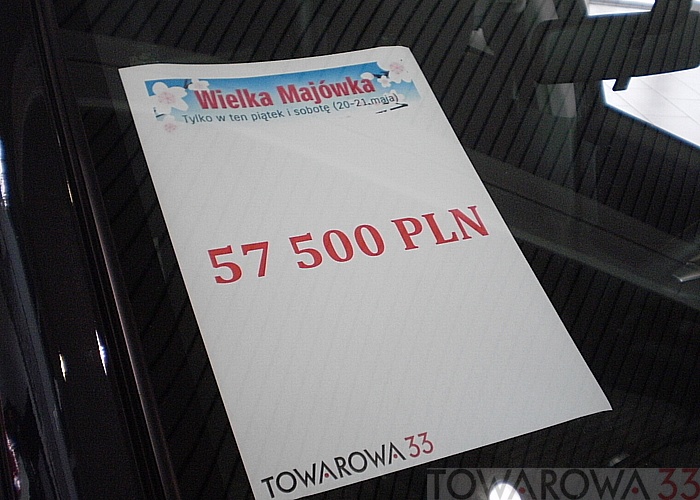 Wielka Majówka
Tylko w ten piątek i sobotę (20-21 maja)
57 500 PLN
TOWAROWA 33
TOWAROWA 33